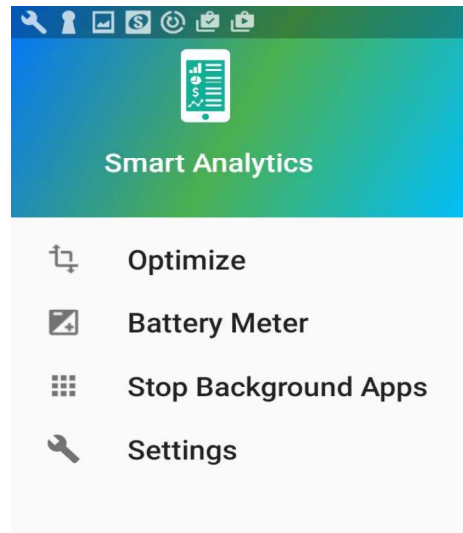 Smart Analytics
Optimize
Battery Meter
Stop Background Apps
Settings